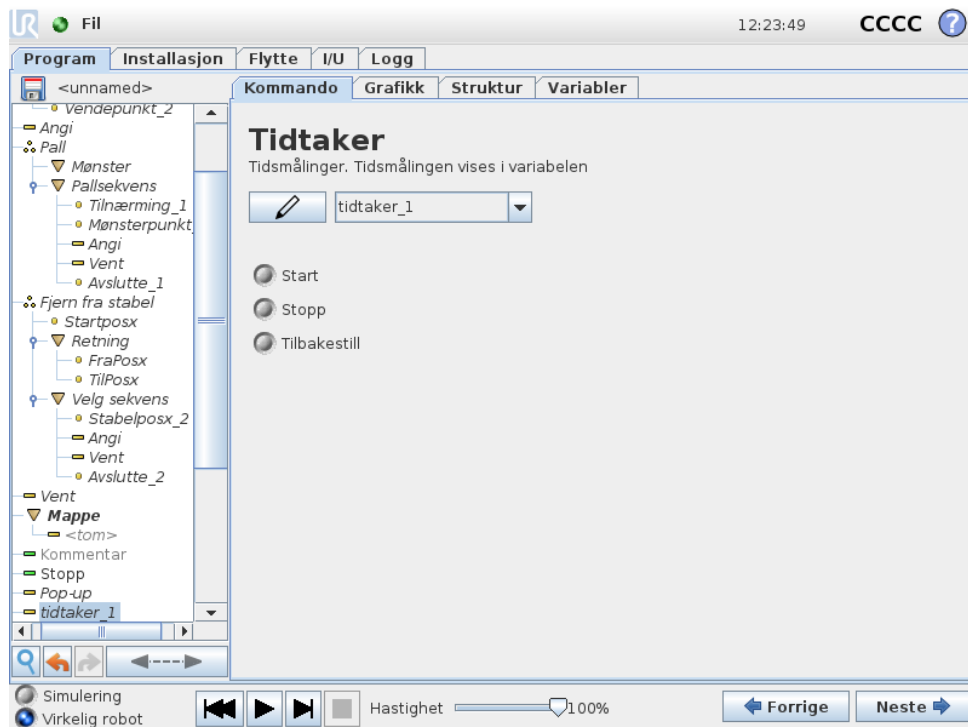 Fil
12:23:49
CCCC
?
Program Installasjon Flytte I/U Logg
<unnamed>
Kommando Grafikk Struktur Variabler
Vendepunkt_2
Angi
Pall
Mønster
Pallsekvens
Tilnærming_1
Mønsterpunkt_
Angi
Vent
Avslutte_1
Fjern fra stabel
Startposx
Retning
FraPosx
TilPosx
Velg sekvens
Stabelposx_2
Angi
Vent
Avslutte_2
Vent
Mappe
<tom>
Kommentar
Stopp
Pop-up
tidtaker_1
Tidtaker
Tidsmålinger. Tidsmålingen vises i variabelen
tidtaker_1
Start
Stopp
Tilbakestill
Simulering
Virkelig robot
Hastighet 100%
Forrige
Neste